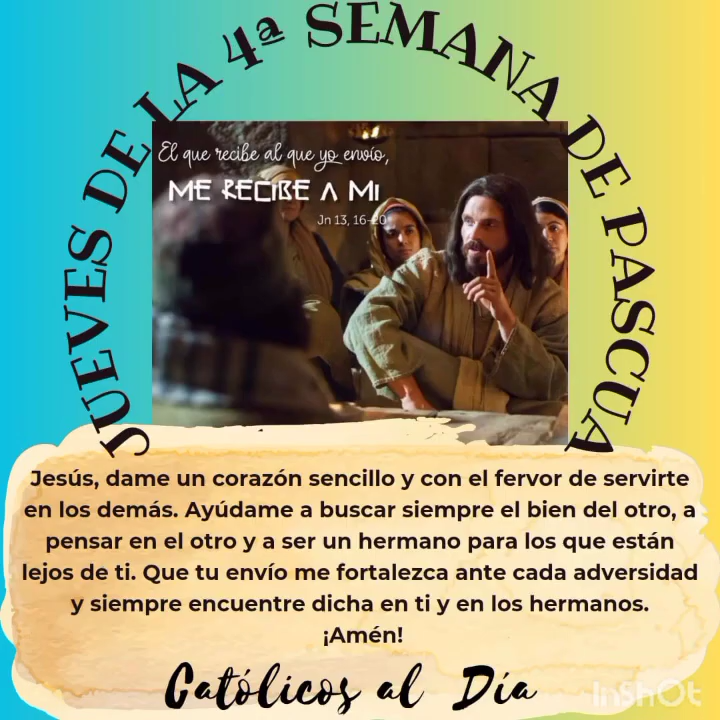 JUEVES DE LA 4ª SEMANA DE PASCUA
El que recibe al que yo envío,
ME RECIBE A MI
Jn 13, 16-20
Jesús, dame un corazón sencillo y con el fervor de servirte
en los demás. Ayúdame a buscar siempre el bien del otro, a
pensar en el otro y a ser un hermano para los que están
lejos de ti. Que tu envío me fortalezca ante cada adversidad
y siempre encuentre dicha en ti y en los hermanos.
¡Amén!
Católicos al Día
InShOt